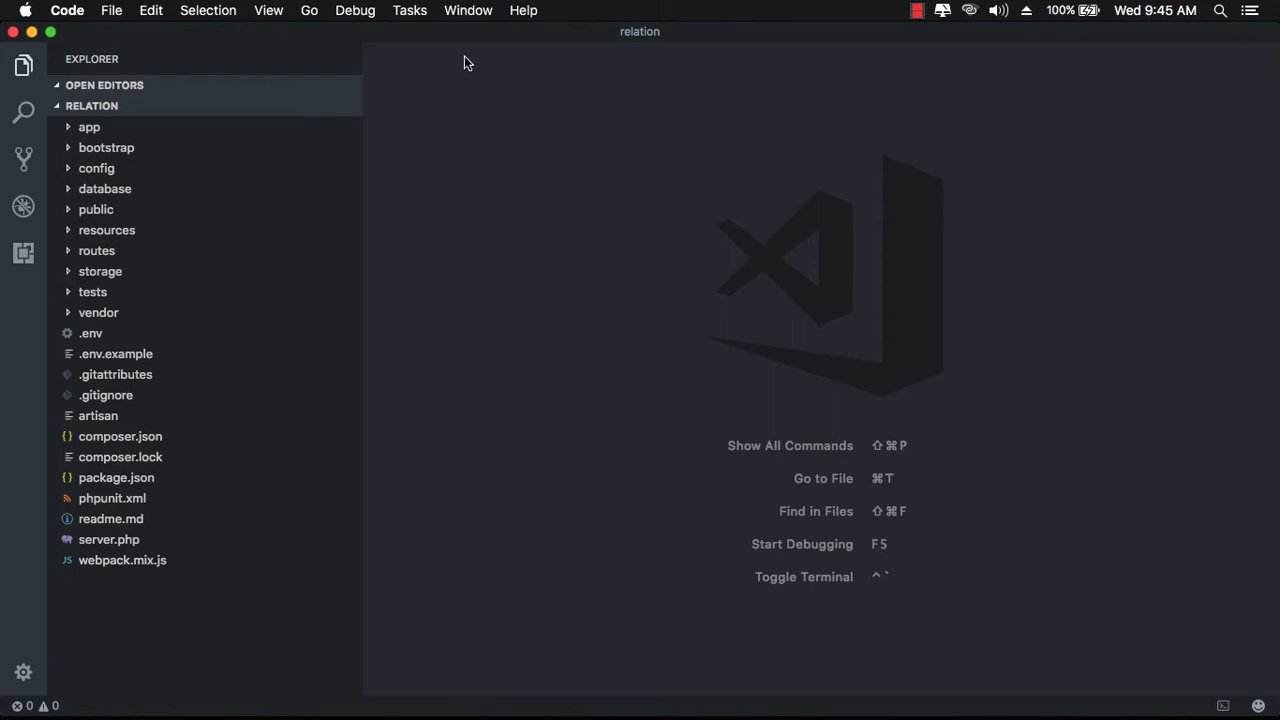 Code File Edit Selection View Go Debug Tasks Window Help 100% Wed 9:45 AM
relation
EXPLORER
OPEN EDITORS
RELATION
app
bootstrap
config
database
public
resources
routes
storage
tests
vendor
.env
.env.example
.gitattributes
.gitignore
artisan
{} composer.json
composer.lock
{} package.json
phpunit.xml
readme.md
server.php
JS webpack.mix.js
Show All Commands ⇧⌘P
Go to File ⌘T
Find in Files ⇧⌘F
Start Debugging F5
Toggle Terminal ^`
0 0